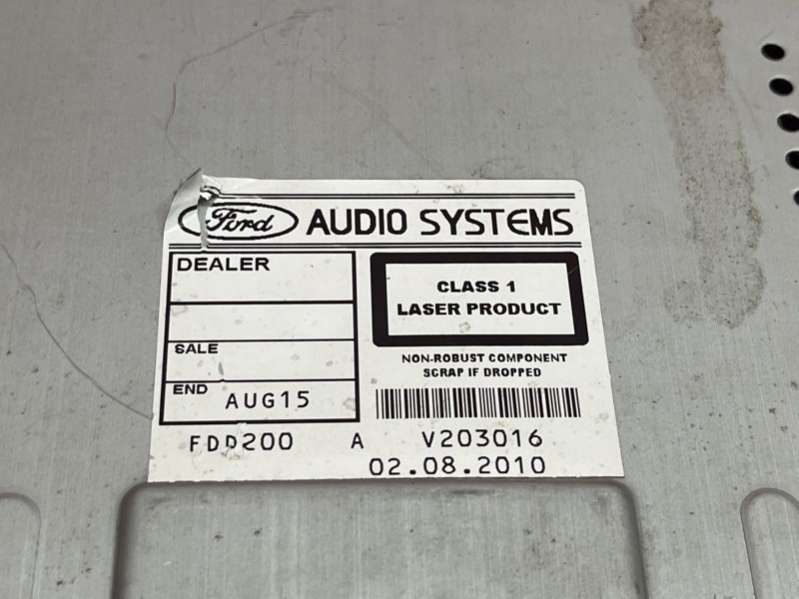 Ford AUDIO SYSTEMS
DEALER
CLASS 1
LASER PRODUCT
SALE
NON-ROBUST COMPONENT
SCRAP IF DROPPED
END AUG15
FDD200 A V203016
02.08.2010